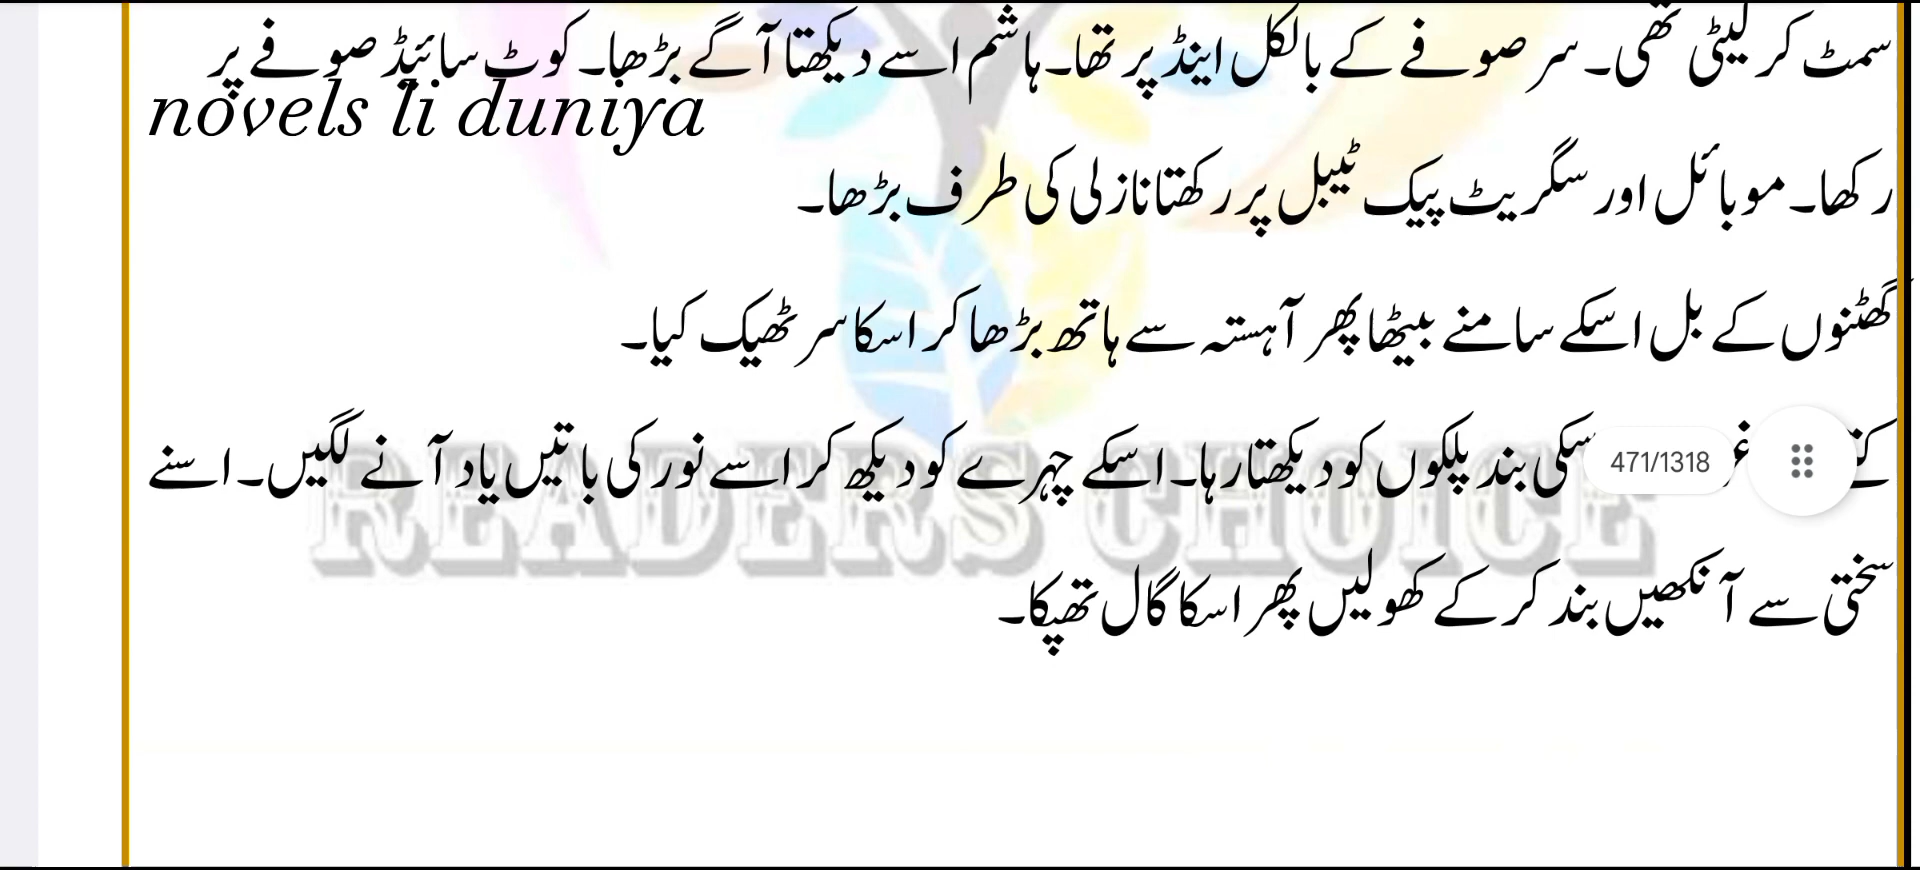 سمٹ کر لیٹی تھی۔ سر صوفے کے بالکل اینڈ پر تھا۔ ہاشم اسے دیکھتا آگے بڑھا۔ کوٹ سائیڈ صوفے پر
novels li duniya
رکھا۔ موبائل اور سگریٹ پیک ٹیبل پر رکھتا نازلی کی طرف بڑھا۔
گھٹنوں کے بل اسکے سامنے بیٹھا پھر آہستہ سے ہاتھ بڑھا کر اسکا سر ٹھیک کیا۔
بند پلکوں کو دیکھتا رہا۔ اسکے چہرے کو دیکھ کر اسے نور کی باتیں یاد آنے لگیں۔ اسنے
471/1318
سختی سے آنکھیں بند کر کے کھولیں پھر اسکا گال تھپکا۔
READERS CHOICE